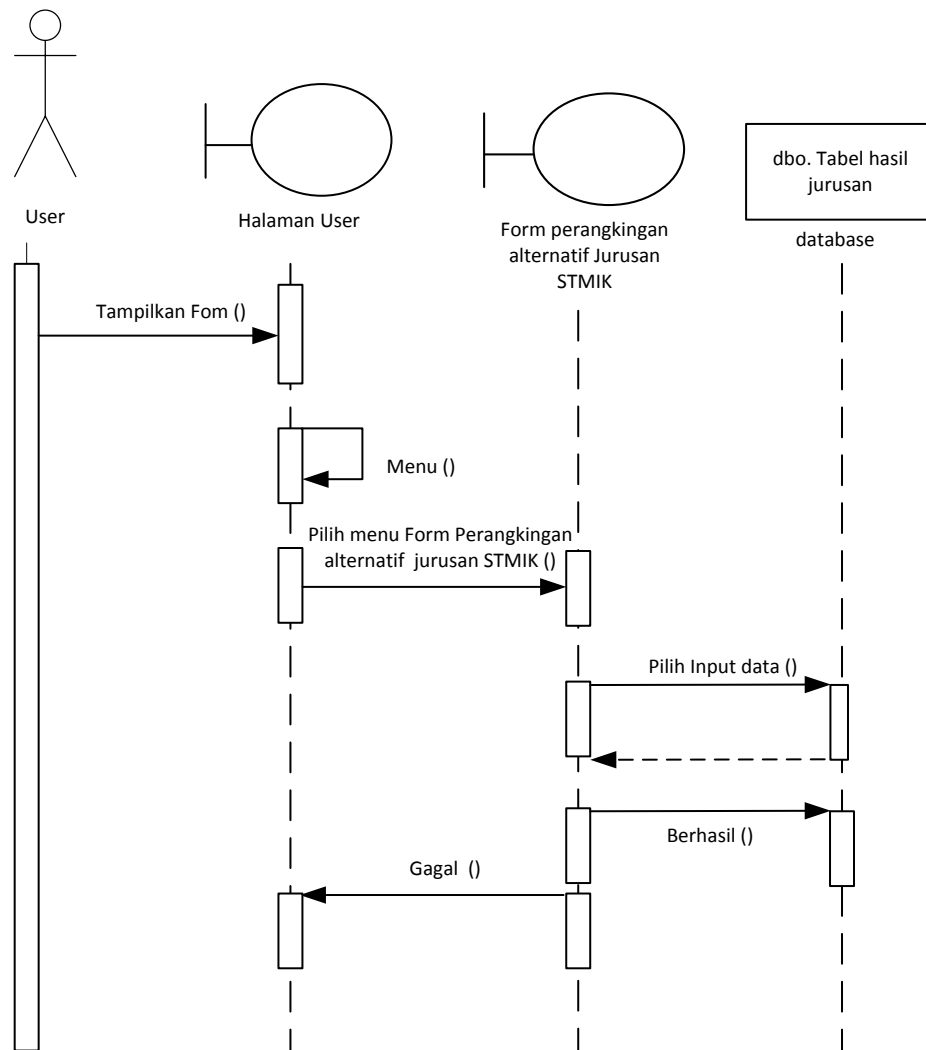 User
Halaman User
Form perangkingan
alternatif Jurusan
STMIK
dbo. Tabel hasil
jurusan
database
Tampilkan Fom ()
Menu ()
Pilih menu Form Perangkingan
alternatif jurusan STMIK ()
Pilih Input data ()
Berhasil ()
Gagal ()